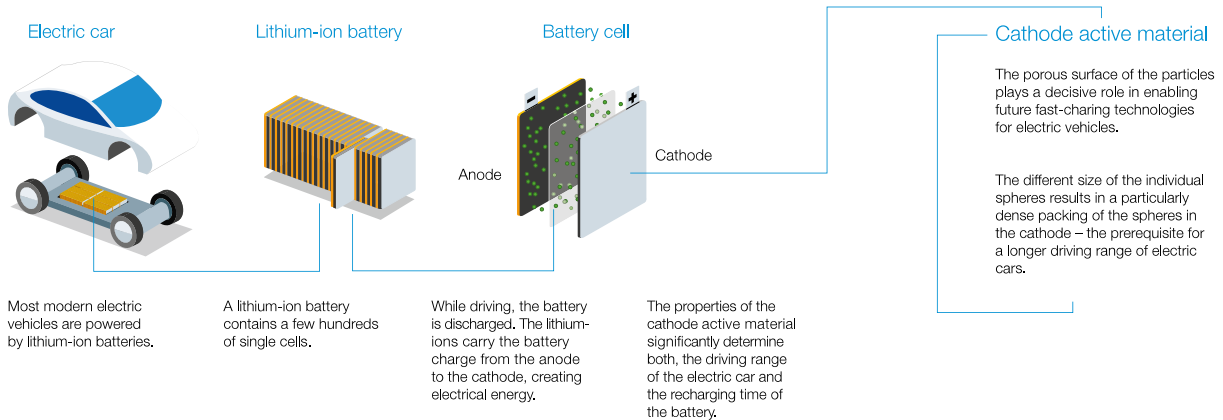 Electric car
Lithium-ion battery
Battery cell
Cathode active material
The porous surface of the particles
plays a decisive role in enabling
future fast-charing technologies
for electric vehicles.
The different size of the individual
spheres results in a particularly
dense packing of the spheres in
the cathode – the prerequisite for
a longer driving range of electric
cars.
–
+
Anode
Cathode
Most modern electric
vehicles are powered
by lithium-ion batteries.
A lithium-ion battery
contains a few hundreds
of single cells.
While driving, the battery
is discharged. The lithium-
ions carry the battery
charge from the anode
to the cathode, creating
electrical energy.
The properties of the
cathode active material
significantly determine
both, the driving range
of the electric car and
the recharging time of
the battery.